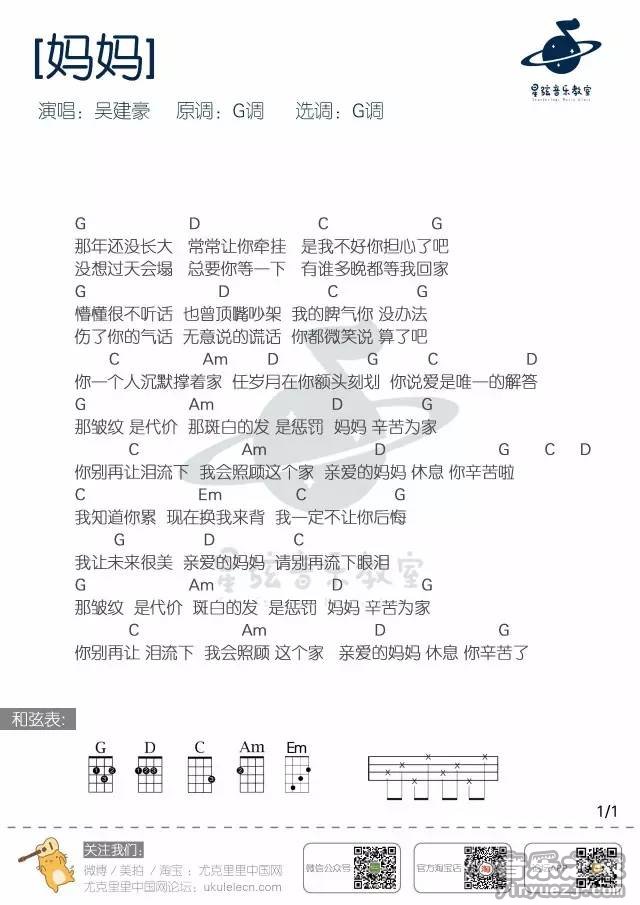 [妈妈]
星弦音乐教室
演唱：吴建豪 原调：G调 选调：G调
G D C G
那年还没长大 常常让你牵挂 是我不好你担心了吧
没想过天会塌 总要你等一下 有谁多晚都等我回家
G D C G
懵懂很不听话 也曾顶嘴吵架 我的脾气你 没办法
伤了你的气话 无意说的谎话 你都微笑说 算了吧
C Am D G C D
你一个人沉默撑着家 任岁月在你额头刻划 你说爱是唯一的解答
G Am D G
那皱纹 是代价 那斑白的发 是惩罚 妈妈 辛苦为家
C Am D G C D
你别再让泪流下 我会照顾这个家 亲爱的妈妈 休息 你辛苦啦
C Em C G
我知道你累 现在换我来背 我一定不让你后悔
G D C
我让未来很美 亲爱的妈妈 请别再流下眼泪
星弦音乐教室
G Am D G
那皱纹 是代价 斑白的发 是惩罚 妈妈 辛苦为家
C Am D G
你别再让 泪流下 我会照顾 这个家 亲爱的妈妈 休息 你辛苦了
和弦表:
G D C Am Em
1/1
关注我们:
微博 / 美拍 / 淘宝 : 尤克里里中国网
尤克里里中国网论坛: ukulelecn.com
微信公众号
官方淘宝店
yinyuezj.com